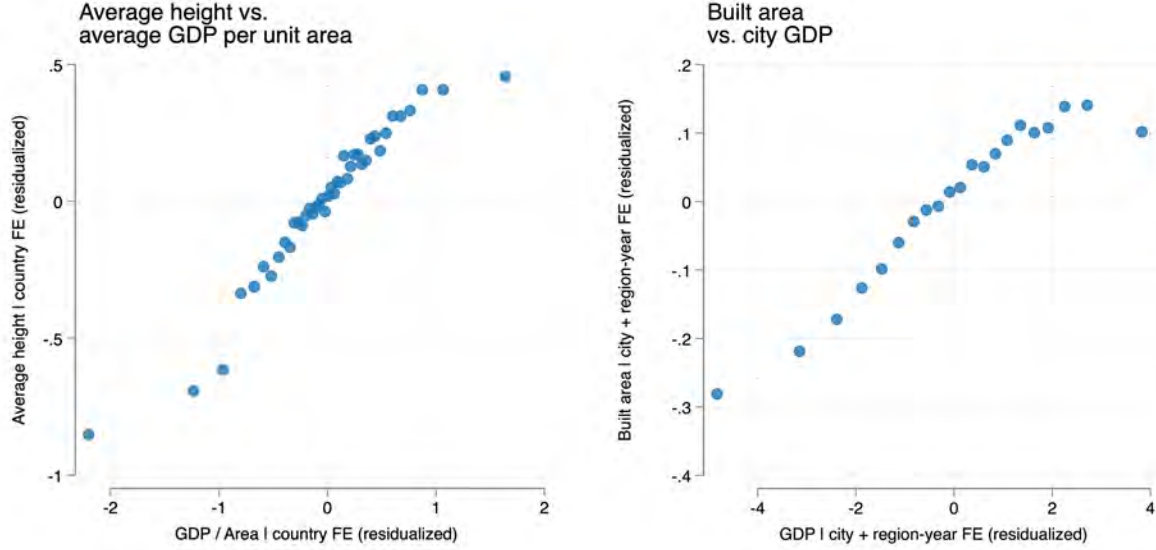 Average height vs.
average GDP per unit area
.5
0
-.5
-1
-2
-1
0
1
2
Average height | country FE (residualized)
GDP / Area | country FE (residualized)
Built area
vs. city GDP
.2
.1
0
-.1
-.2
-.3
-.4
-4
-2
0
2
4
Built area | city + region-year FE (residualized)
GDP | city + region-year FE (residualized)